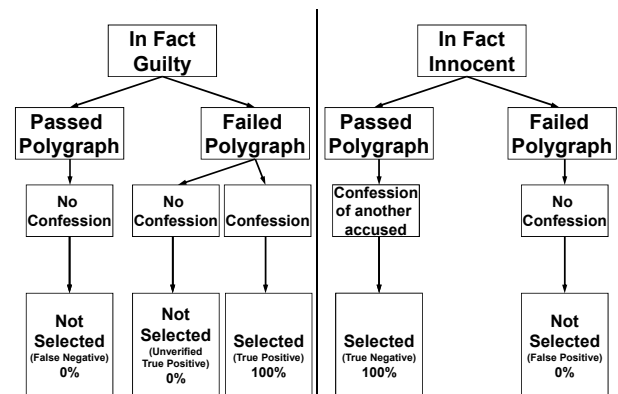 In Fact
Guilty
In Fact
Innocent
Passed
Polygraph
Failed
Polygraph
Passed
Polygraph
Failed
Polygraph
No
Confession
No
Confession
Confession
Confession
of another
accused
No
Confession
Not
Selected
(False Negative)
0%
Not
Selected
(Unverified
True Positive)
0%
Selected
(True Positive)
100%
Selected
(True Negative)
100%
Not
Selected
(False Positive)
0%